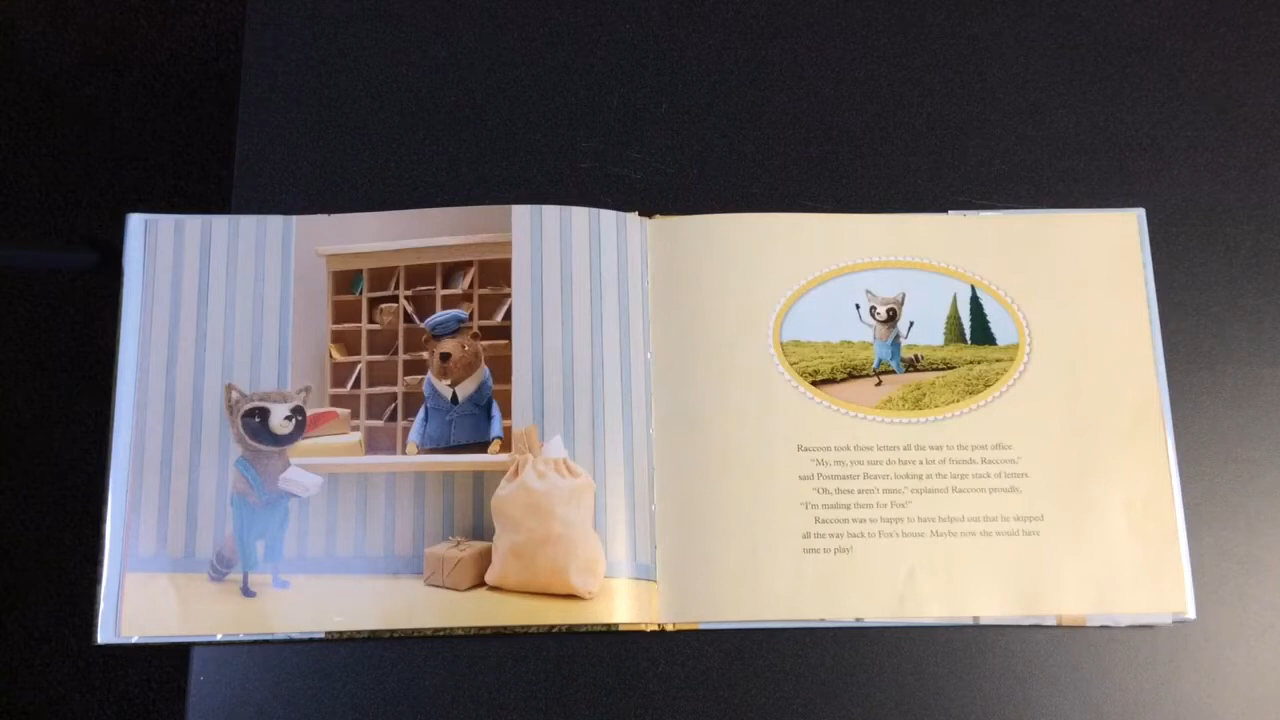 Raccoon took those letters all the way to the post office.
"My, my, you sure do have a lot of friends, Raccoon,"
said Postmaster Beaver, looking at the large stack of letters.
"Oh, these aren't mine," explained Raccoon proudly,
"I'm mailing them for Fox!"
Raccoon was so happy to have helped out that he skipped
all the way back to Fox's house. Maybe now she would have
time to play!